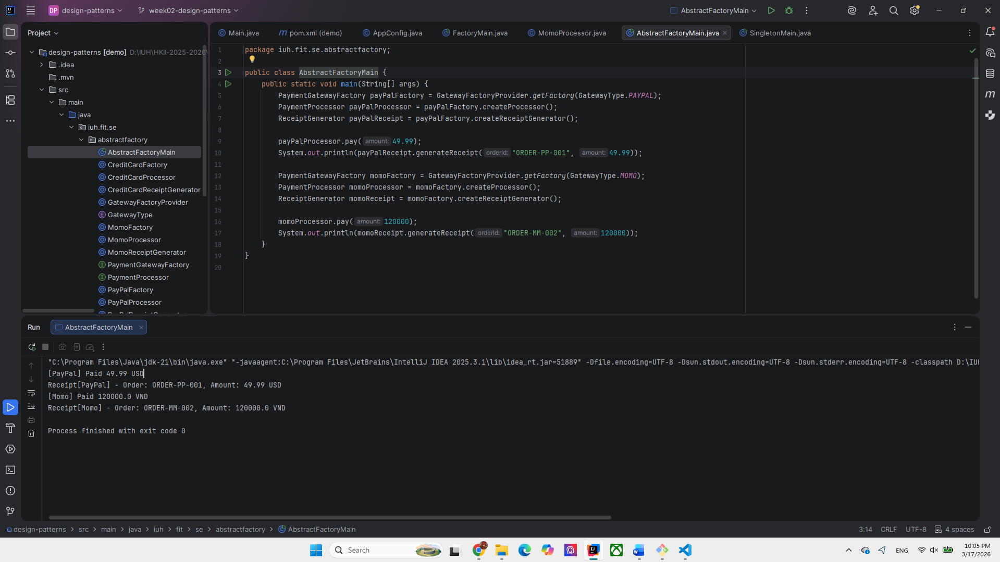 DP design-patterns week02-design-patterns AbstractFactoryMain
Project
design-patterns [demo] D:\IUH\HKII-2025-2026\
.idea
.mvn
src
main
java
iuh.fit.se
abstractfactory
AbstractFactoryMain
CreditCardFactory
CreditCardProcessor
CreditCardReceiptGenerator
GatewayFactoryProvider
GatewayType
MomoFactory
MomoProcessor
MomoReceiptGenerator
PaymentGatewayFactory
PaymentProcessor
PayPalFactory
PayPalProcessor
Main.java pom.xml (demo) AppConfig.java FactoryMain.java MomoProcessor.java AbstractFactoryMain.java SingletonMain.java
1 package iuh.fit.se.abstractfactory;
2
3 public class AbstractFactoryMain {
4 public static void main(String[] args) {
5 PaymentGatewayFactory payPalFactory = GatewayFactoryProvider.getFactory(GatewayType.PAYPAL);
6 PaymentProcessor payPalProcessor = payPalFactory.createProcessor();
7 ReceiptGenerator payPalReceipt = payPalFactory.createReceiptGenerator();
8
9 payPalProcessor.pay( amount: 49.99);
10 System.out.println(payPalReceipt.generateReceipt( orderId: "ORDER-PP-001", amount: 49.99));
11
12 PaymentGatewayFactory momoFactory = GatewayFactoryProvider.getFactory(GatewayType.MOMO);
13 PaymentProcessor momoProcessor = momoFactory.createProcessor();
14 ReceiptGenerator momoReceipt = momoFactory.createReceiptGenerator();
15
16 momoProcessor.pay( amount: 120000);
17 System.out.println(momoReceipt.generateReceipt( orderId: "ORDER-MM-002", amount: 120000));
18 }
19 }
20
Run AbstractFactoryMain
"C:\Program Files\Java\jdk-21\bin\java.exe" "-javaagent:C:\Program Files\JetBrains\IntelliJ IDEA 2025.3.1\lib\idea_rt.jar=51889" -Dfile.encoding=UTF-8 -Dsun.stdout.encoding=UTF-8 -Dsun.stderr.encoding=UTF-8 -classpath D:\IUH
[PayPal] Paid 49.99 USD
Receipt[PayPal] - Order: ORDER-PP-001, Amount: 49.99 USD
[Momo] Paid 120000.0 VND
Receipt[Momo] - Order: ORDER-MM-002, Amount: 120000.0 VND
Process finished with exit code 0
design-patterns > src > main > java > iuh > fit > se > abstractfactory > AbstractFactoryMain 3:14 CRLF UTF-8 4 spaces
Search ENG 10:05 PM
3/17/2026